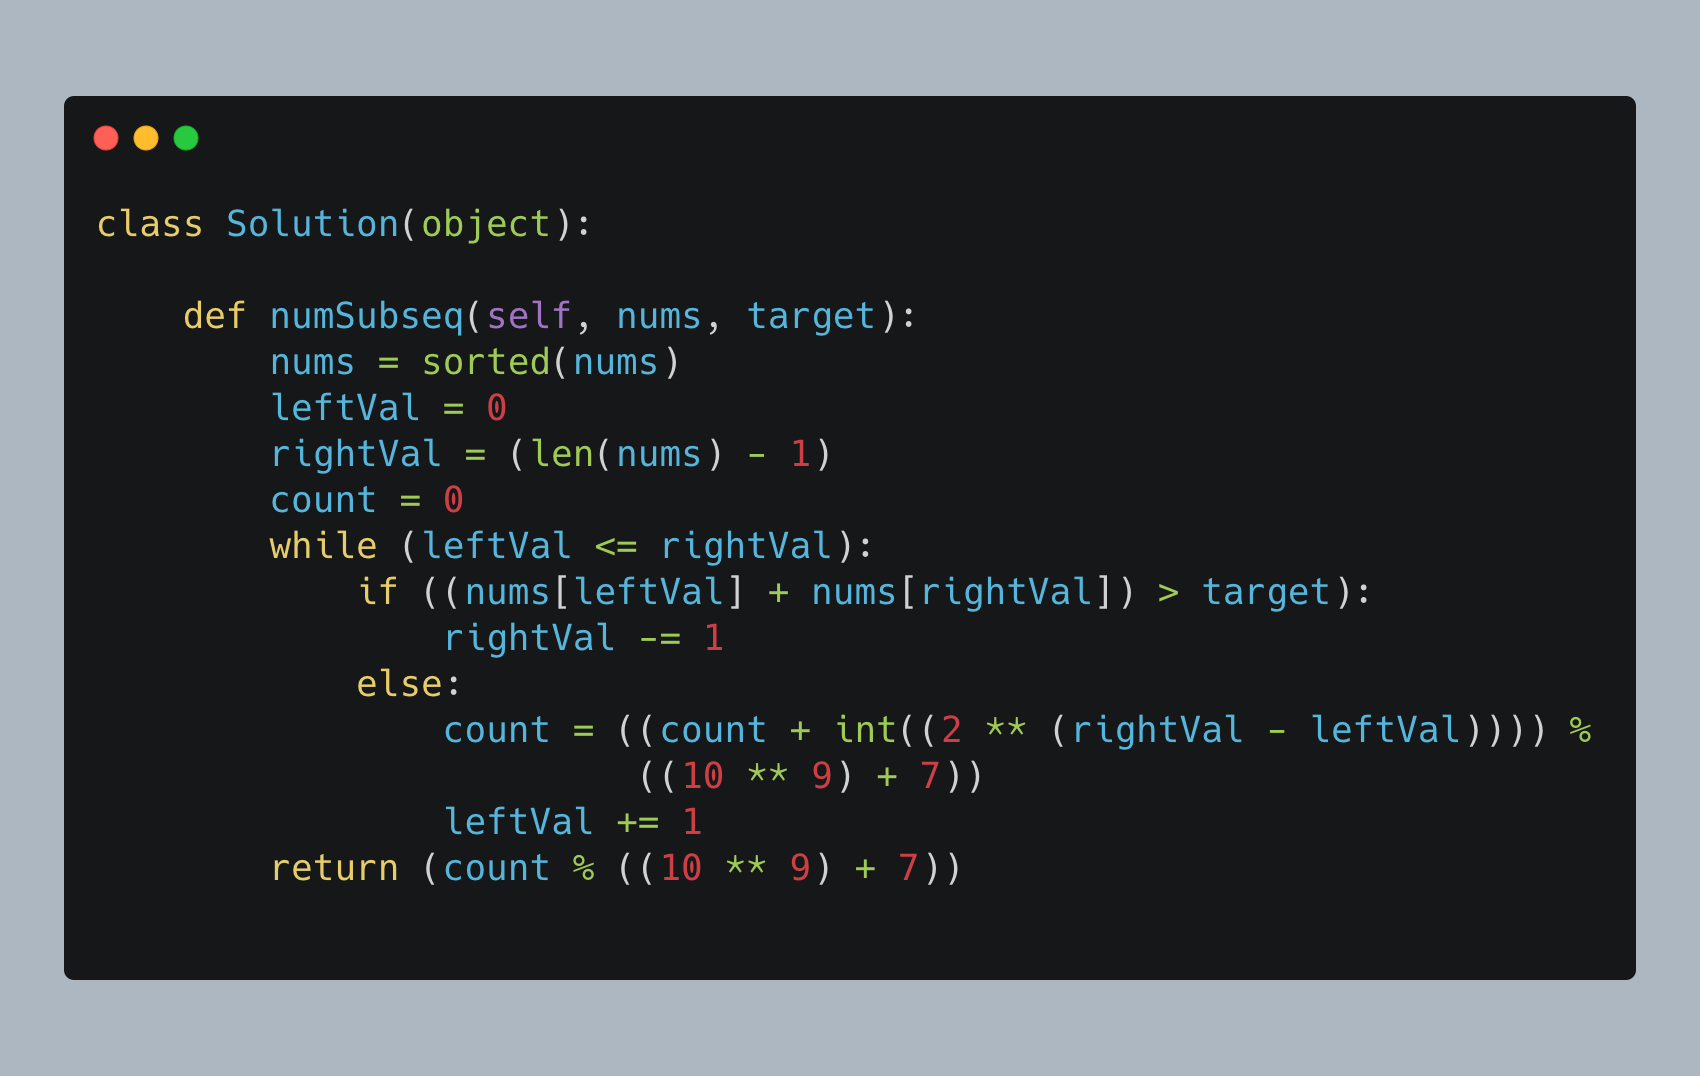 class Solution(object):

    def numSubseq(self, nums, target):
        nums = sorted(nums)
        leftVal = 0
        rightVal = (len(nums) - 1)
        count = 0
        while (leftVal <= rightVal):
            if ((nums[leftVal] + nums[rightVal]) > target):
                rightVal -= 1
            else:
                count = ((count + int((2 ** (rightVal - leftVal)))) %
                         ((10 ** 9) + 7))
                leftVal += 1
        return (count % ((10 ** 9) + 7))